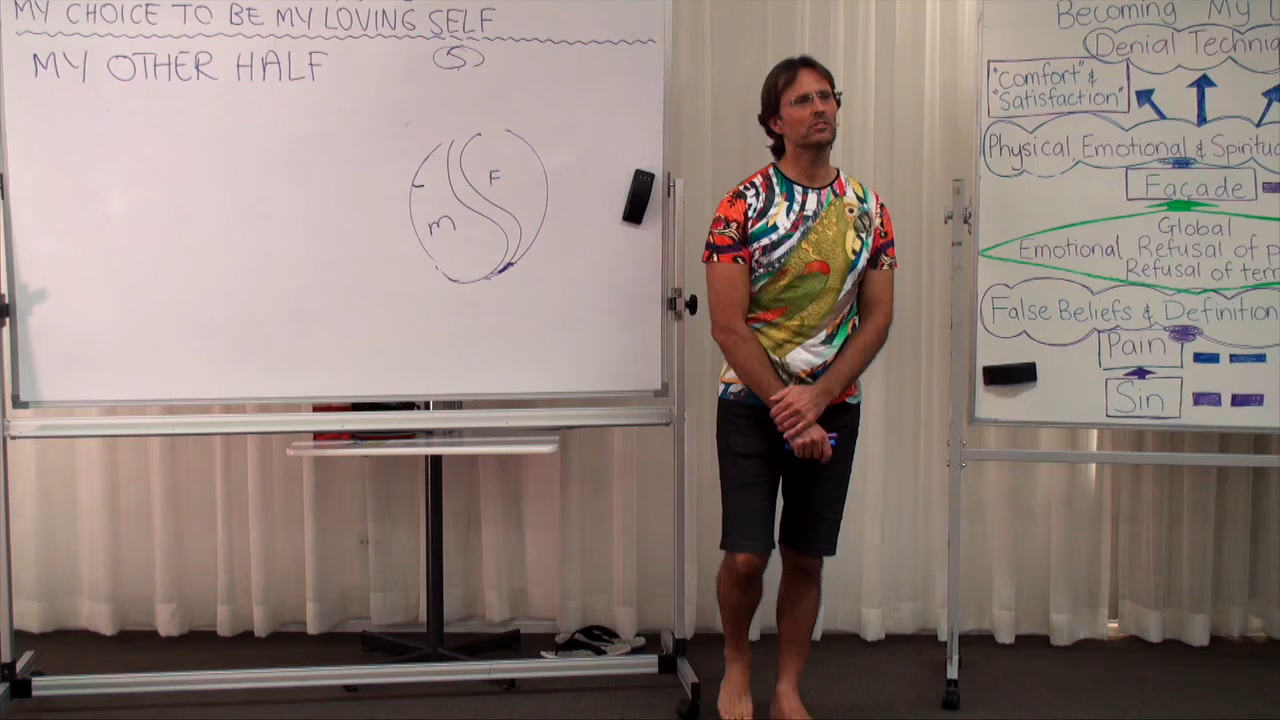 MY CHOICE TO BE MY LOVING SELF
5
MY OTHER HALF
F
m
Becoming My
Denial Techni
"Comfort" &
"Satisfaction"
Physical, Emotional & Spiritu
Façade
Global
Emotional Refusal of
Refusal of
False Beliefs & Definition
Pain
Sin